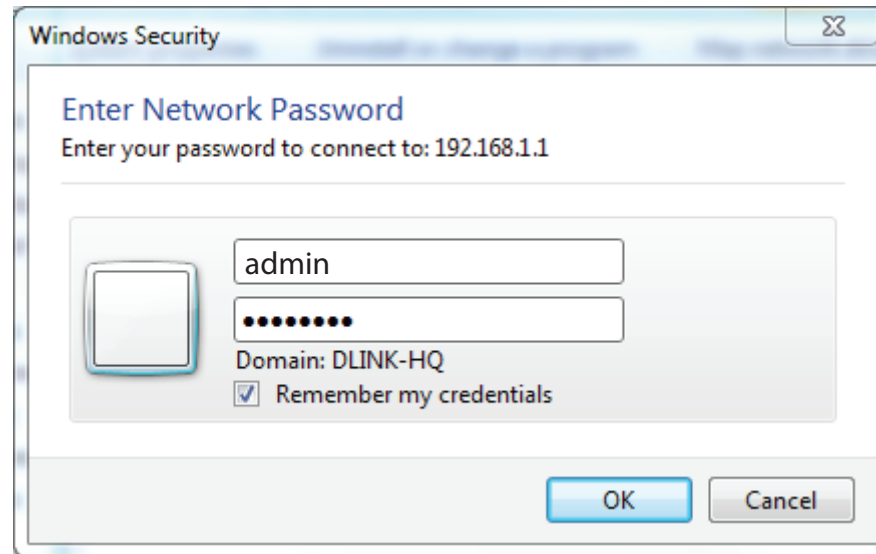 Windows Security
Enter Network Password
Enter your password to connect to: 192.168.1.1
admin
••••••••
Domain: DLINK-HQ
Remember my credentials
OK
Cancel